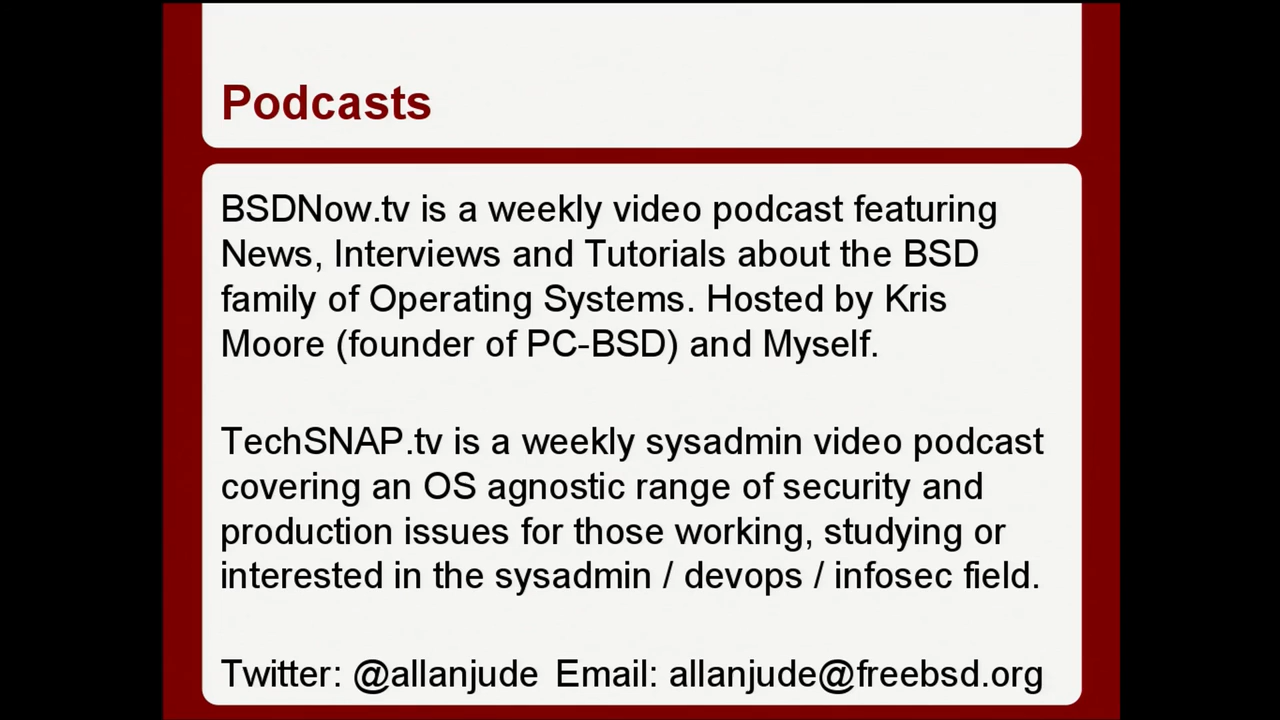 Podcasts
BSDNow.tv is a weekly video podcast featuring
News, Interviews and Tutorials about the BSD
family of Operating Systems. Hosted by Kris
Moore (founder of PC-BSD) and Myself.
TechSNAP.tv is a weekly sysadmin video podcast
covering an OS agnostic range of security and
production issues for those working, studying or
interested in the sysadmin / devops / infosec field.
Twitter: @allanjude Email: allanjude@freebsd.org